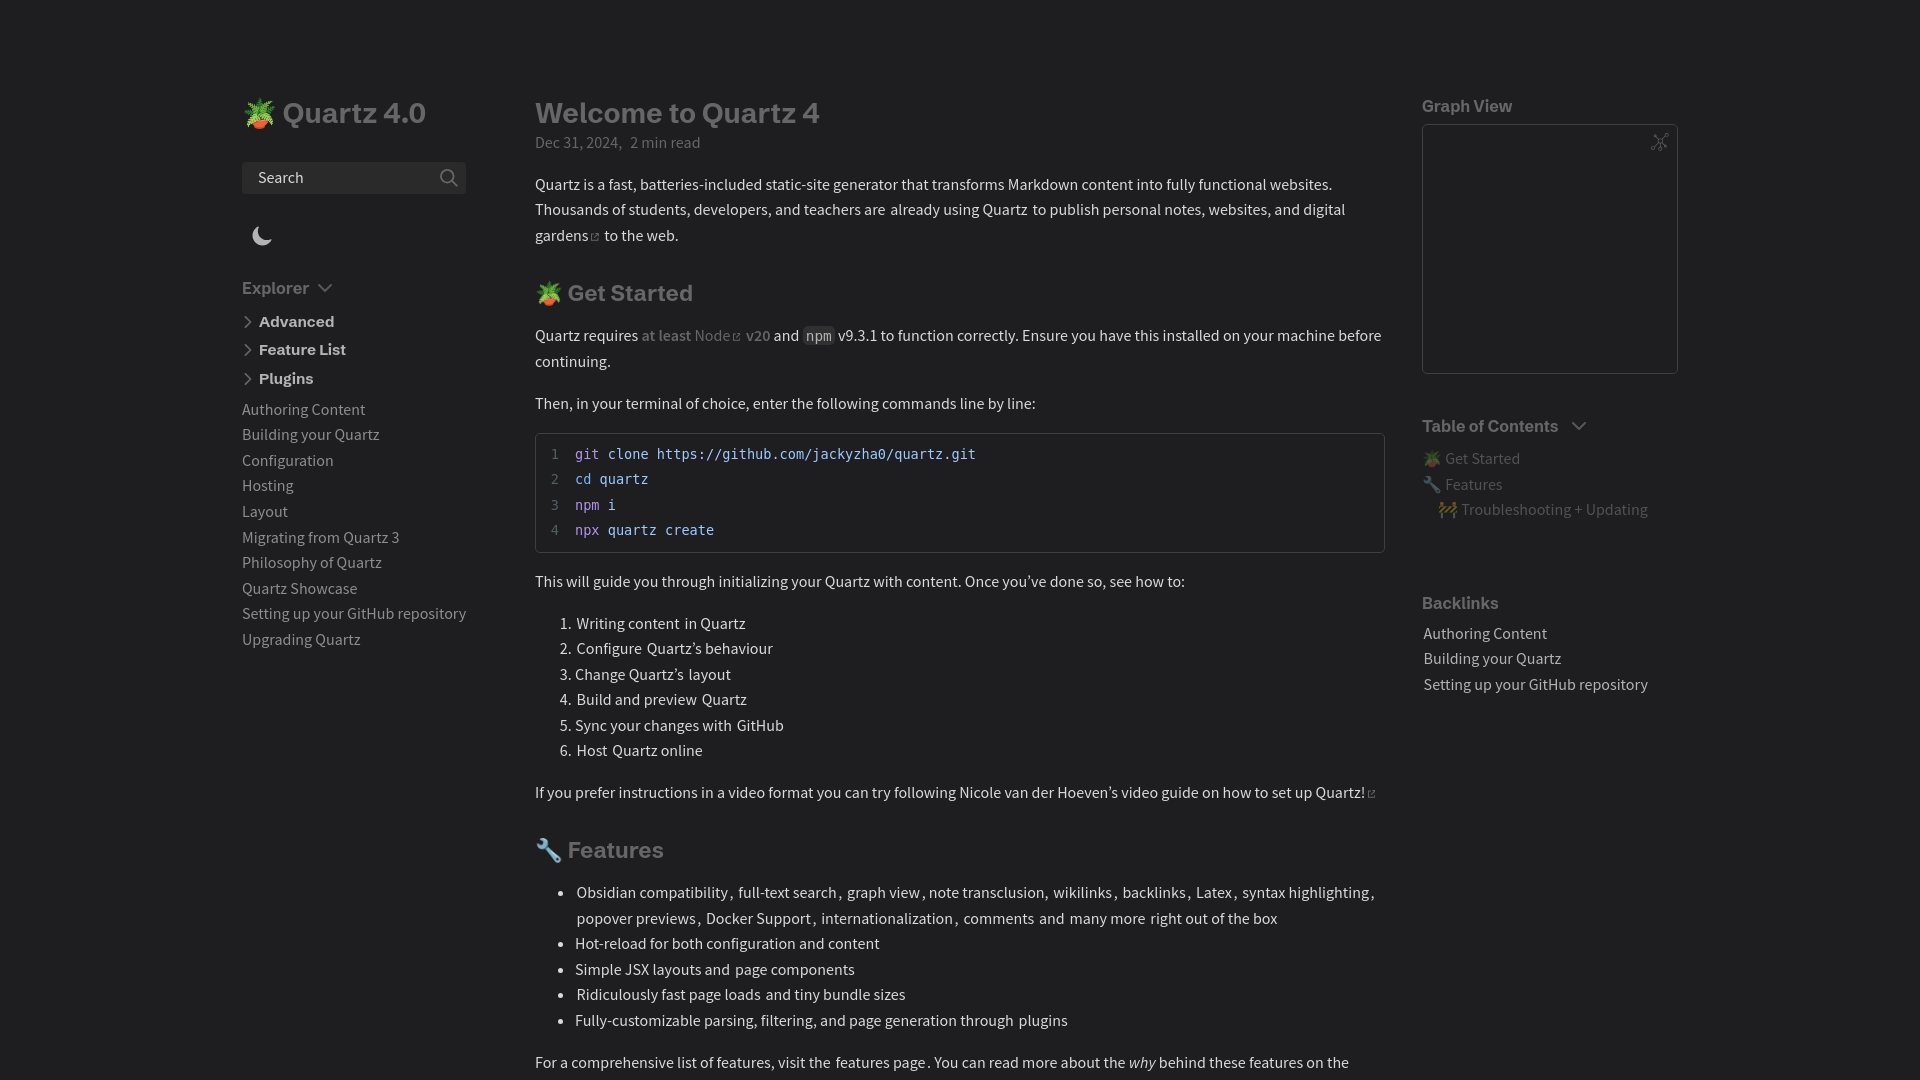 🪴 Quartz 4.0
Search
Explorer
Advanced
Feature List
Plugins
Authoring Content
Building your Quartz
Configuration
Hosting
Layout
Migrating from Quartz 3
Philosophy of Quartz
Quartz Showcase
Setting up your GitHub repository
Upgrading Quartz
Welcome to Quartz 4
Dec 31, 2024, 2 min read
Quartz is a fast, batteries-included static-site generator that transforms Markdown content into fully functional websites.
Thousands of students, developers, and teachers are already using Quartz to publish personal notes, websites, and digital
gardens to the web.
🪴 Get Started
Quartz requires at least Node v20 and npm v9.3.1 to function correctly. Ensure you have this installed on your machine before
continuing.
Then, in your terminal of choice, enter the following commands line by line:
1 git clone https://github.com/jackyzha0/quartz.git
2 cd quartz
3 npm i
4 npx quartz create
This will guide you through initializing your Quartz with content. Once you’ve done so, see how to:
1. Writing content in Quartz
2. Configure Quartz’s behaviour
3. Change Quartz’s layout
4. Build and preview Quartz
5. Sync your changes with GitHub
6. Host Quartz online
If you prefer instructions in a video format you can try following Nicole van der Hoeven’s video guide on how to set up Quartz!
🔧 Features
• Obsidian compatibility, full-text search, graph view, note transclusion, wikilinks, backlinks, Latex, syntax highlighting,
popover previews, Docker Support, internationalization, comments and many more right out of the box
• Hot-reload for both configuration and content
• Simple JSX layouts and page components
• Ridiculously fast page loads and tiny bundle sizes
• Fully-customizable parsing, filtering, and page generation through plugins
For a comprehensive list of features, visit the features page. You can read more about the why behind these features on the
Graph View
Table of Contents
🪴 Get Started
🔧 Features
🚧 Troubleshooting + Updating
Backlinks
Authoring Content
Building your Quartz
Setting up your GitHub repository